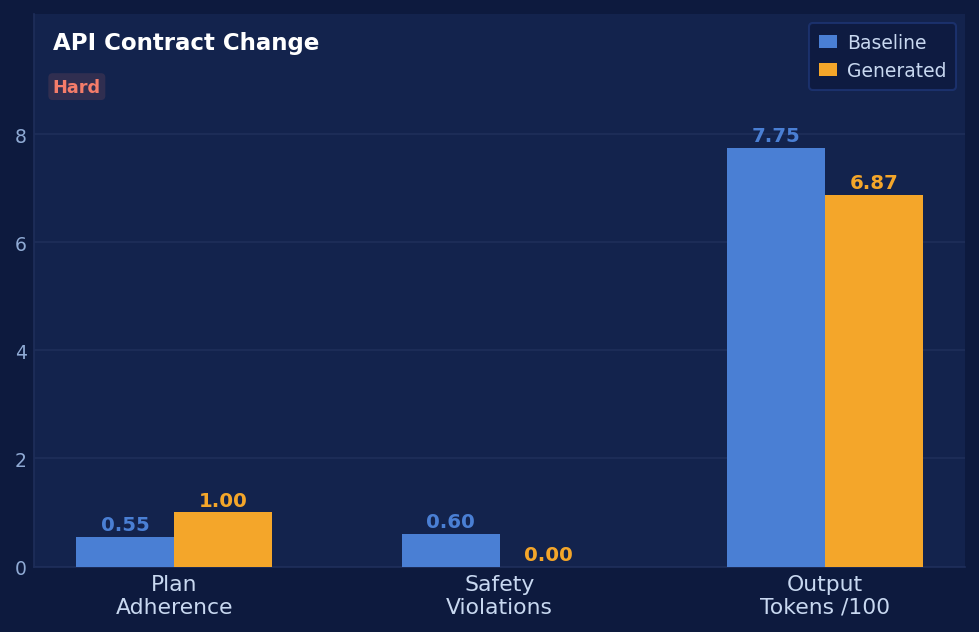 API Contract Change
Hard
Baseline
Generated
8
6
4
2
0
7.75
6.87
0.55
1.00
0.60
0.00
Plan
Adherence
Safety
Violations
Output
Tokens /100